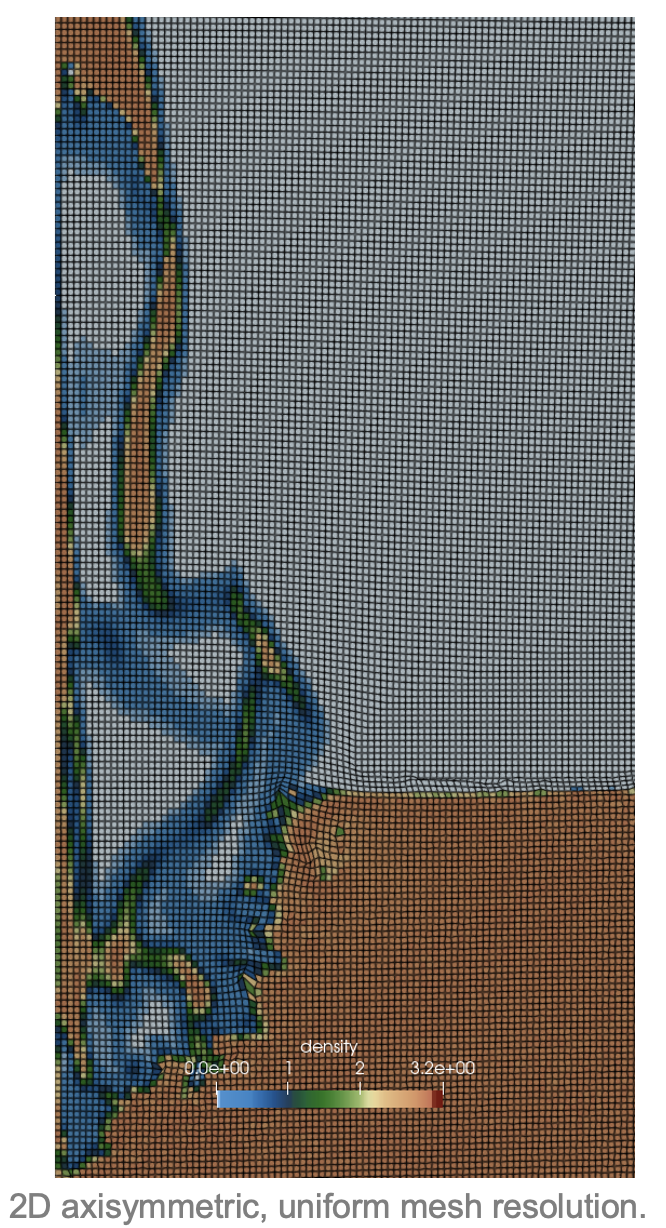 density
0.0e+00 1 2 3.2e+00
2D axisymmetric, uniform mesh resolution.